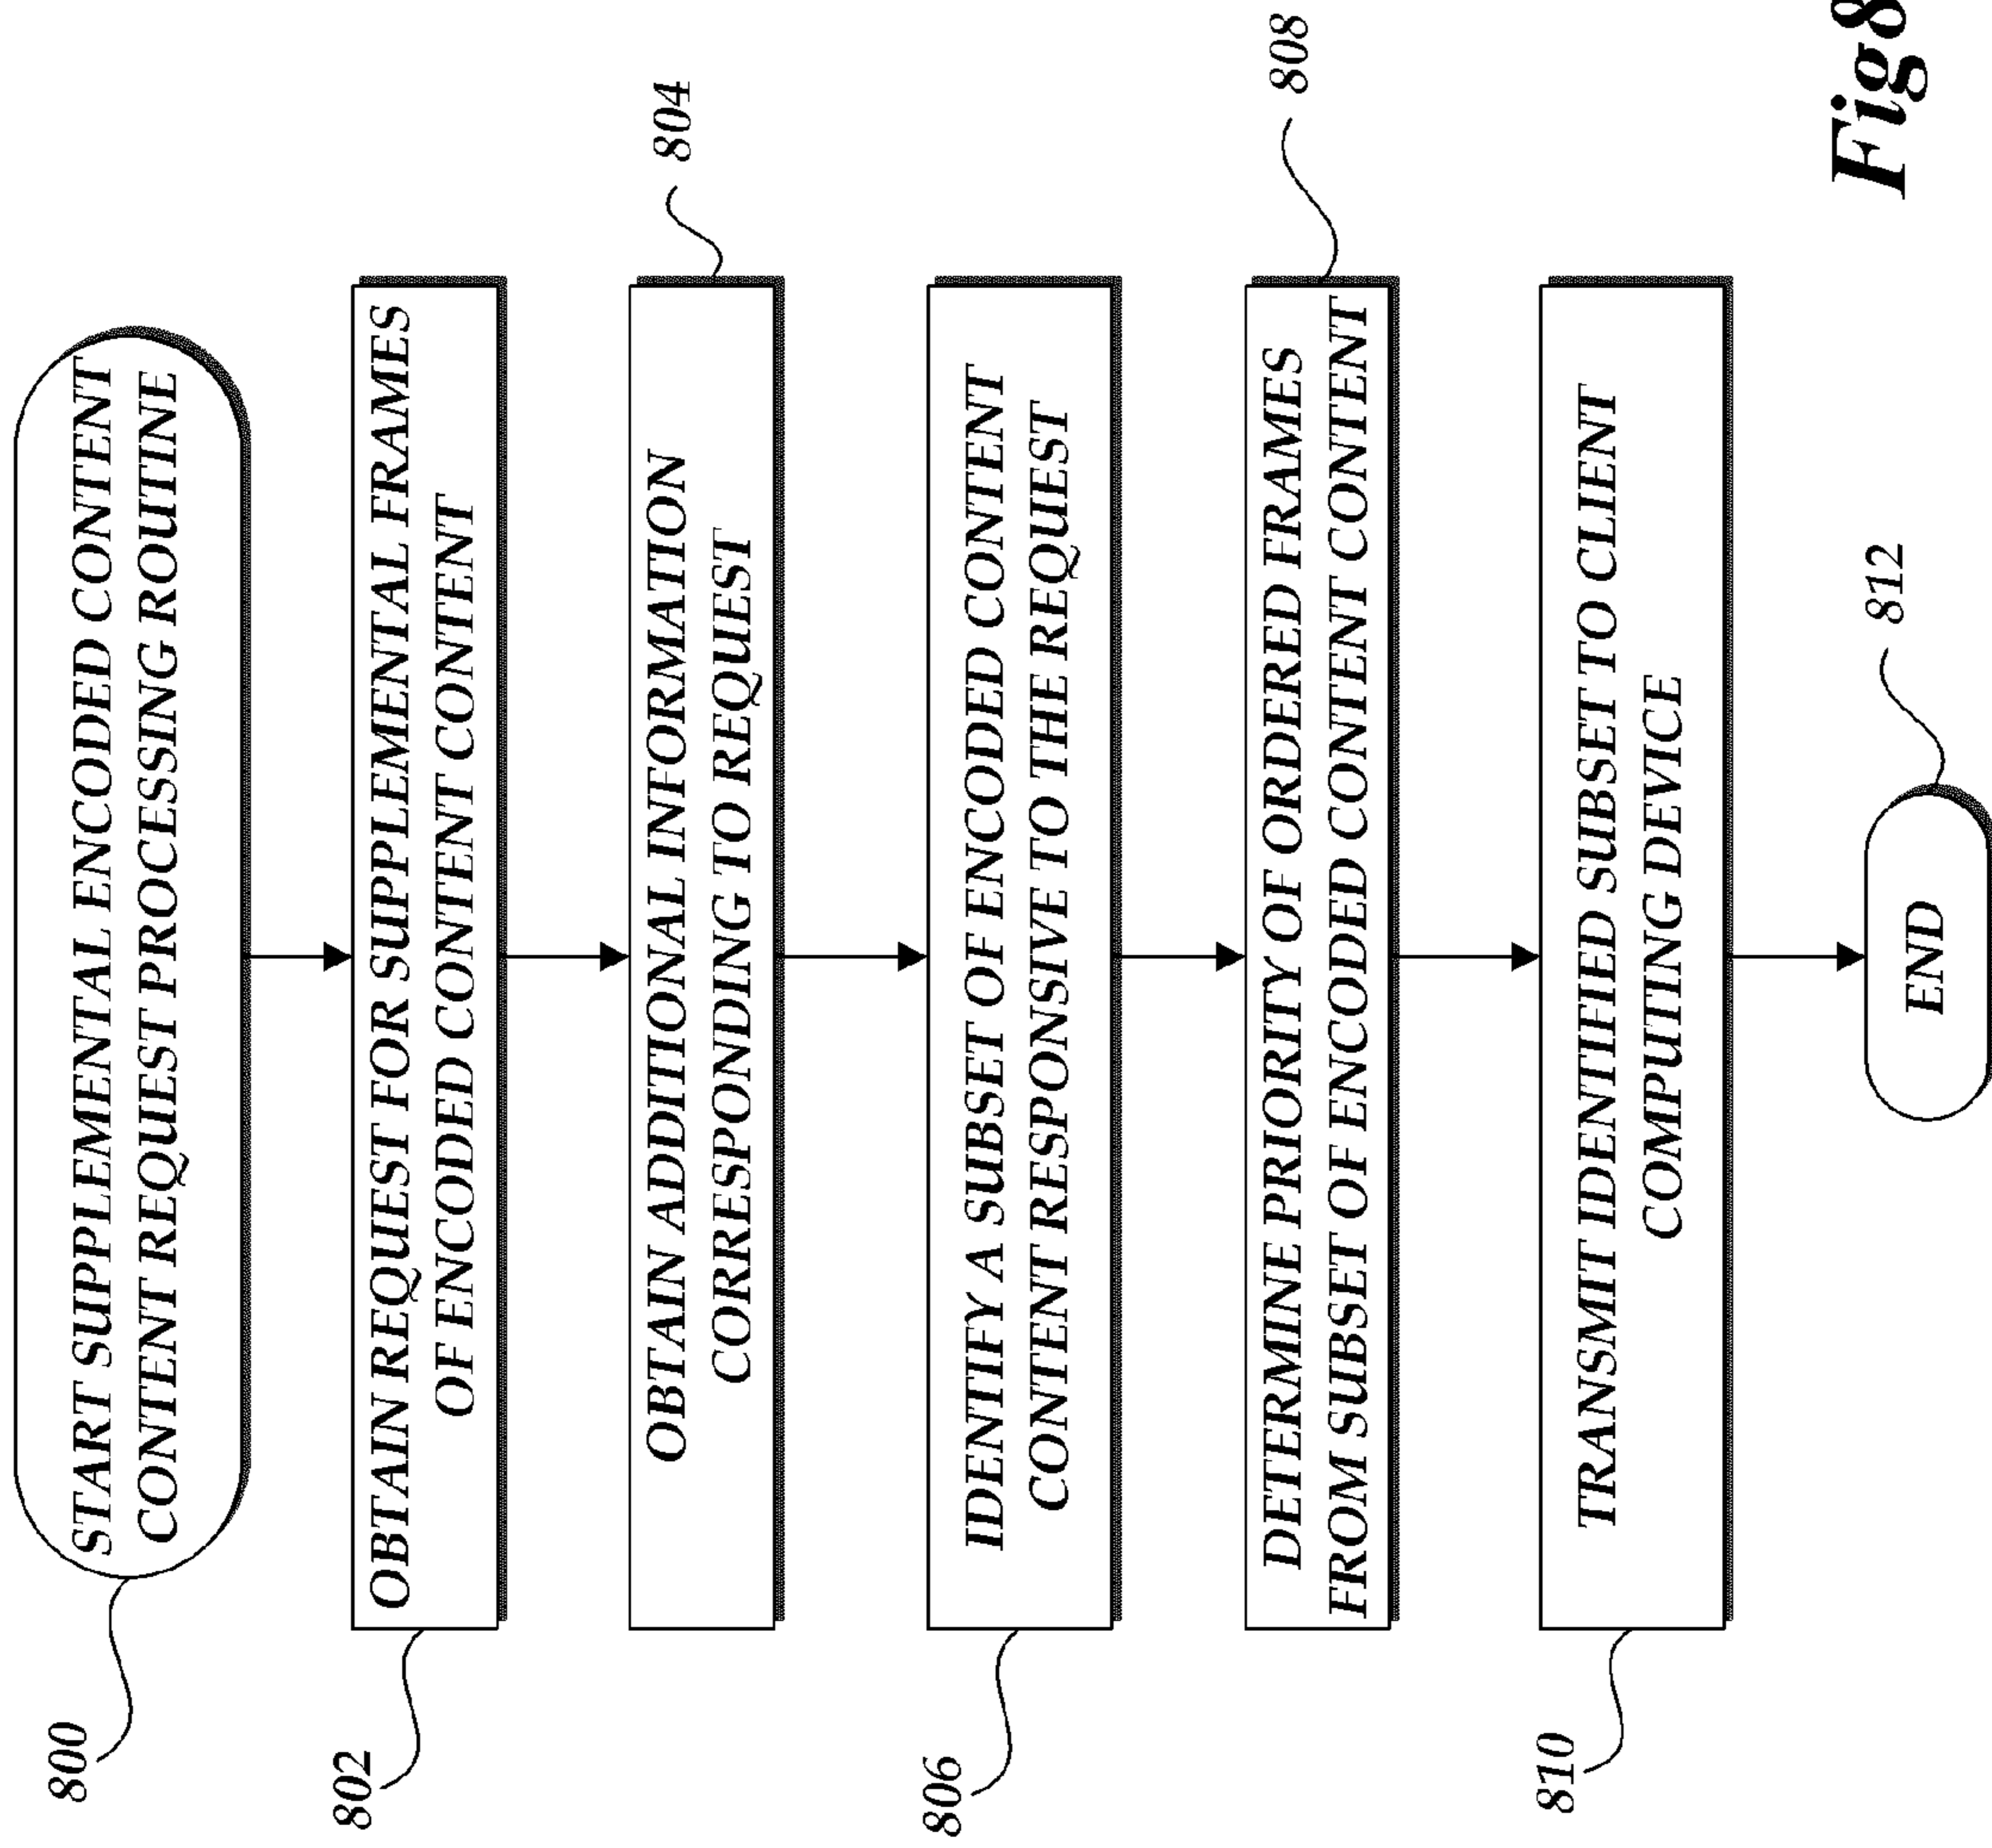 800
START SUPPLEMENTAL ENCODED CONTENT
CONTENT REQUEST PROCESSING ROUTINE
802
OBTAIN REQUEST FOR SUPPLEMENTAL FRAMES
OF ENCODED CONTENT CONTENT
804
OBTAIN ADDITIONAL INFORMATION
CORRESPONDING TO REQUEST
806
IDENTIFY A SUBSET OF ENCODED CONTENT
CONTENT RESPONSIVE TO THE REQUEST
808
DETERMINE PRIORITY OF ORDERED FRAMES
FROM SUBSET OF ENCODED CONTENT CONTENT
810
TRANSMIT IDENTIFIED SUBSET TO CLIENT
COMPUTING DEVICE
812
END
Fig8